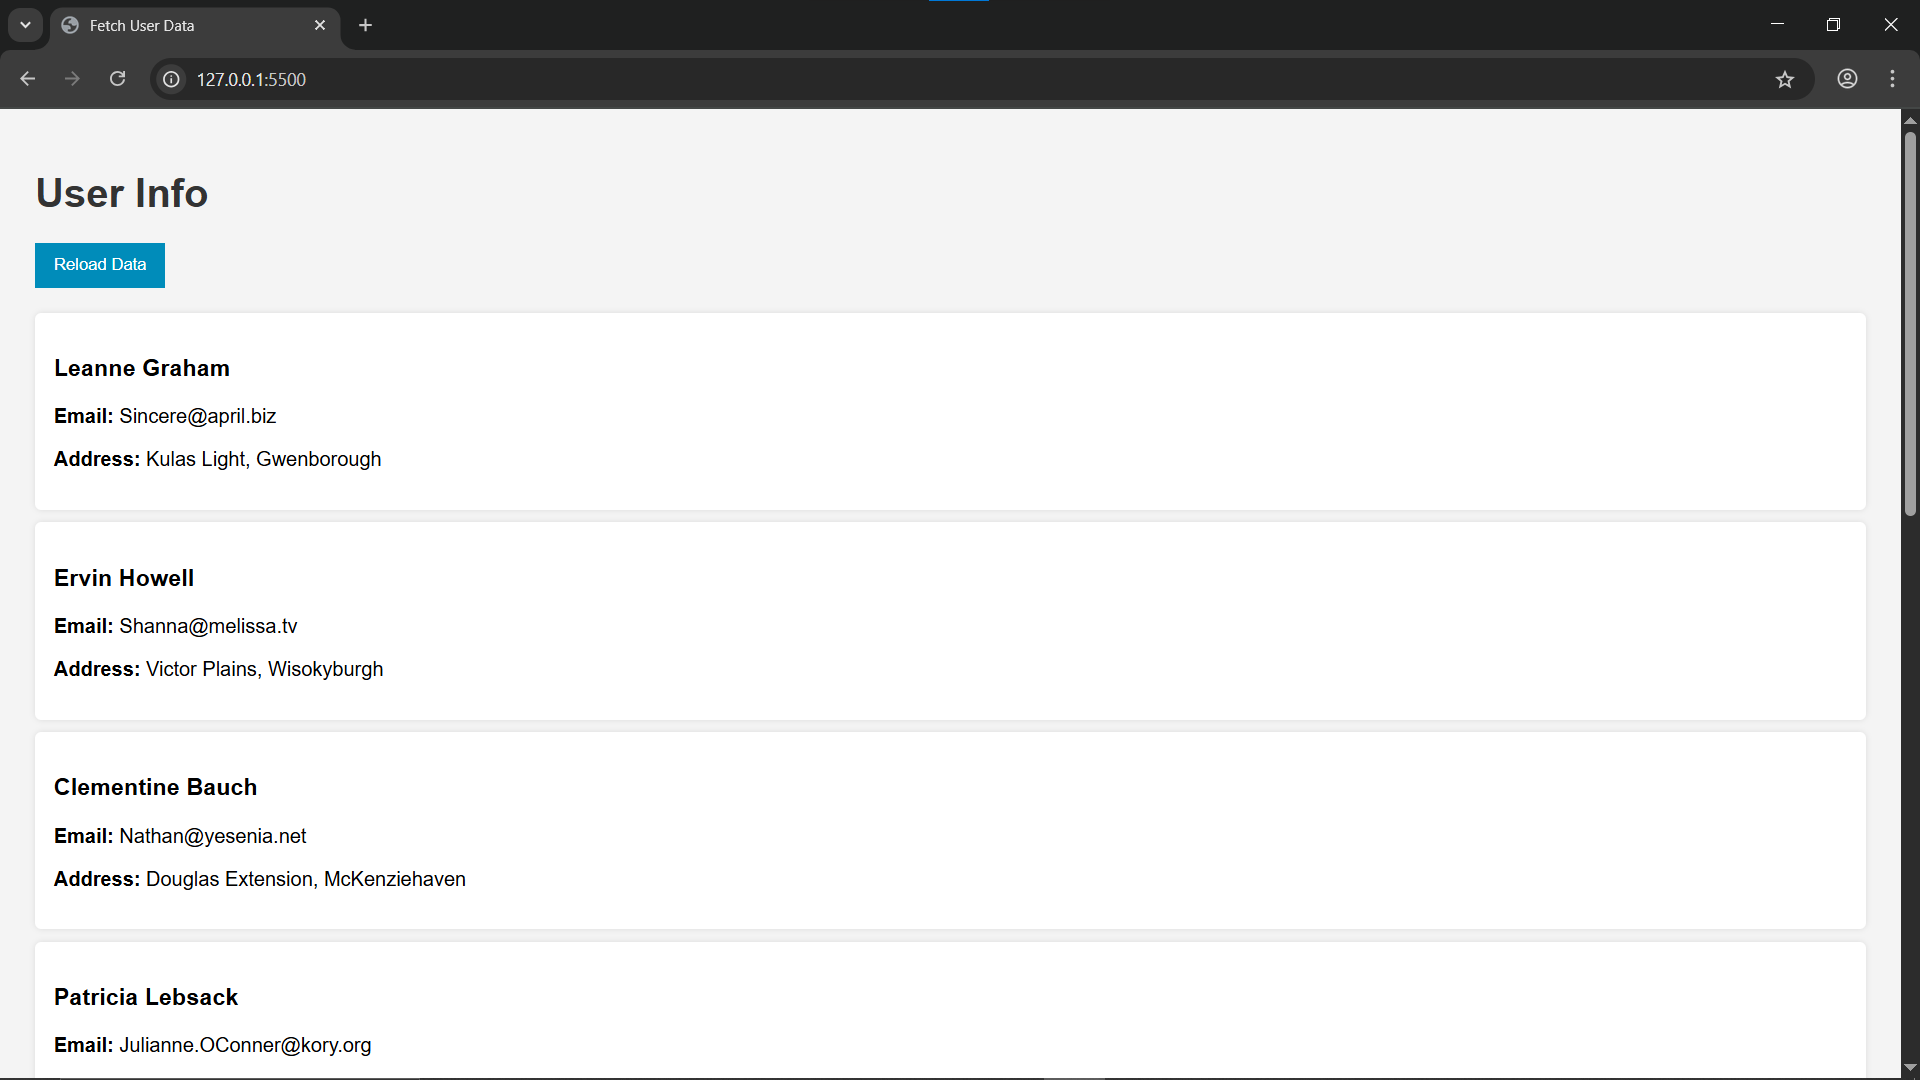 Fetch User Data
127.0.0.1:5500
User Info
Reload Data
Leanne Graham
Email: Sincere@april.biz
Address: Kulas Light, Gwenborough
Ervin Howell
Email: Shanna@melissa.tv
Address: Victor Plains, Wisokyburgh
Clementine Bauch
Email: Nathan@yesenia.net
Address: Douglas Extension, McKenziehaven
Patricia Lebsack
Email: Julianne.OConner@kory.org